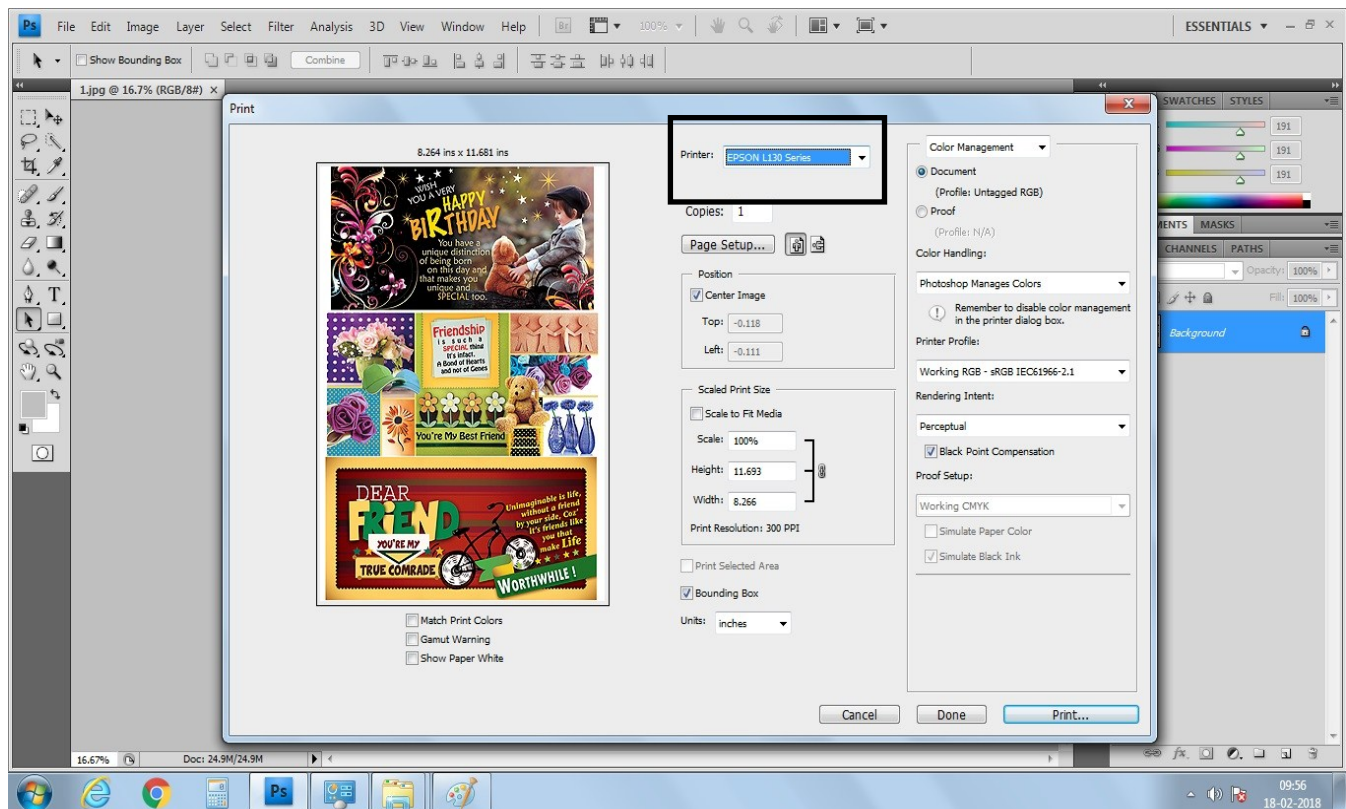 Ps File Edit Image Layer Select Filter Analysis 3D View Window Help Br 100% ESSENTIALS
Show Bounding Box Combine
1.jpg @ 16.7% (RGB/8#) ×
SWATCHES STYLES
191
191
191
MASKS
CHANNELS PATHS
Opacity: 100%
Fill: 100%
Background
Print
8.264 ins x 11.681 ins
WISH
YOU A VERY
HAPPY
BIRTHDAY
You have a
unique distinction
of being born
on this day and
that makes you
unique and
SPECIAL too.
Friendship
is such a
SPECIAL thing
It's infact.
A Bond of Hearts
and not of Genes
You're My Best Friend
DEAR
FRiEND
YOU'RE MY
TRUE COMRADE
Unimaginable is life,
without a friend
by your side, Coz'
it's friends like
you that
make Life
WORTHWHILE !
Match Print Colors
Gamut Warning
Show Paper White
Printer: EPSON L130 Series
Copies: 1
Page Setup...
Position
Center Image
Top: -0.118
Left: -0.111
Scaled Print Size
Scale to Fit Media
Scale: 100%
Height: 11.693
Width: 8.266
Print Resolution: 300 PPI
Print Selected Area
Bounding Box
Units: inches
Color Management
Document
(Profile: Untagged RGB)
Proof
(Profile: N/A)
Color Handling:
Photoshop Manages Colors
Remember to disable color management
in the printer dialog box.
Printer Profile:
Working RGB - sRGB IEC61966-2.1
Rendering Intent:
Perceptual
Black Point Compensation
Proof Setup:
Working CMYK
Simulate Paper Color
Simulate Black Ink
Cancel Done Print...
16.67% Doc: 24.9M/24.9M
Ps
09:56
18-02-2018